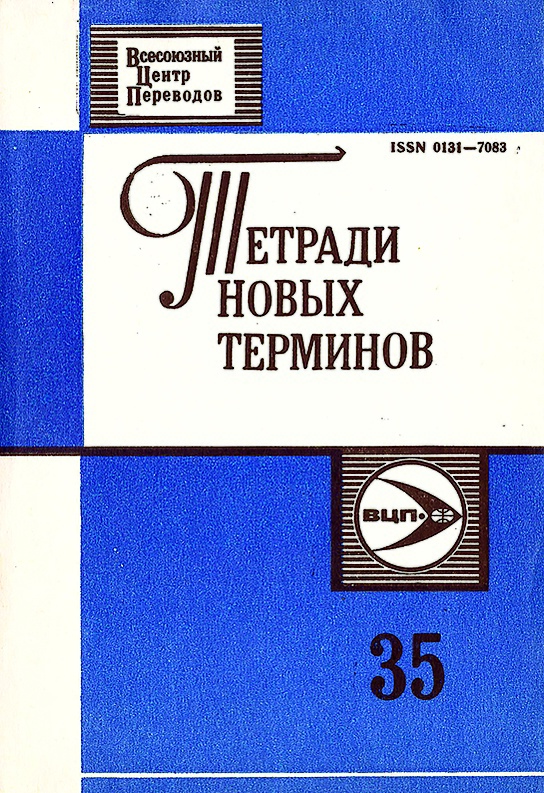 Всесоюзный
Центр
Переводов
ISSN 0131—7083
Тетради
новых
терминов
ВЦП
35